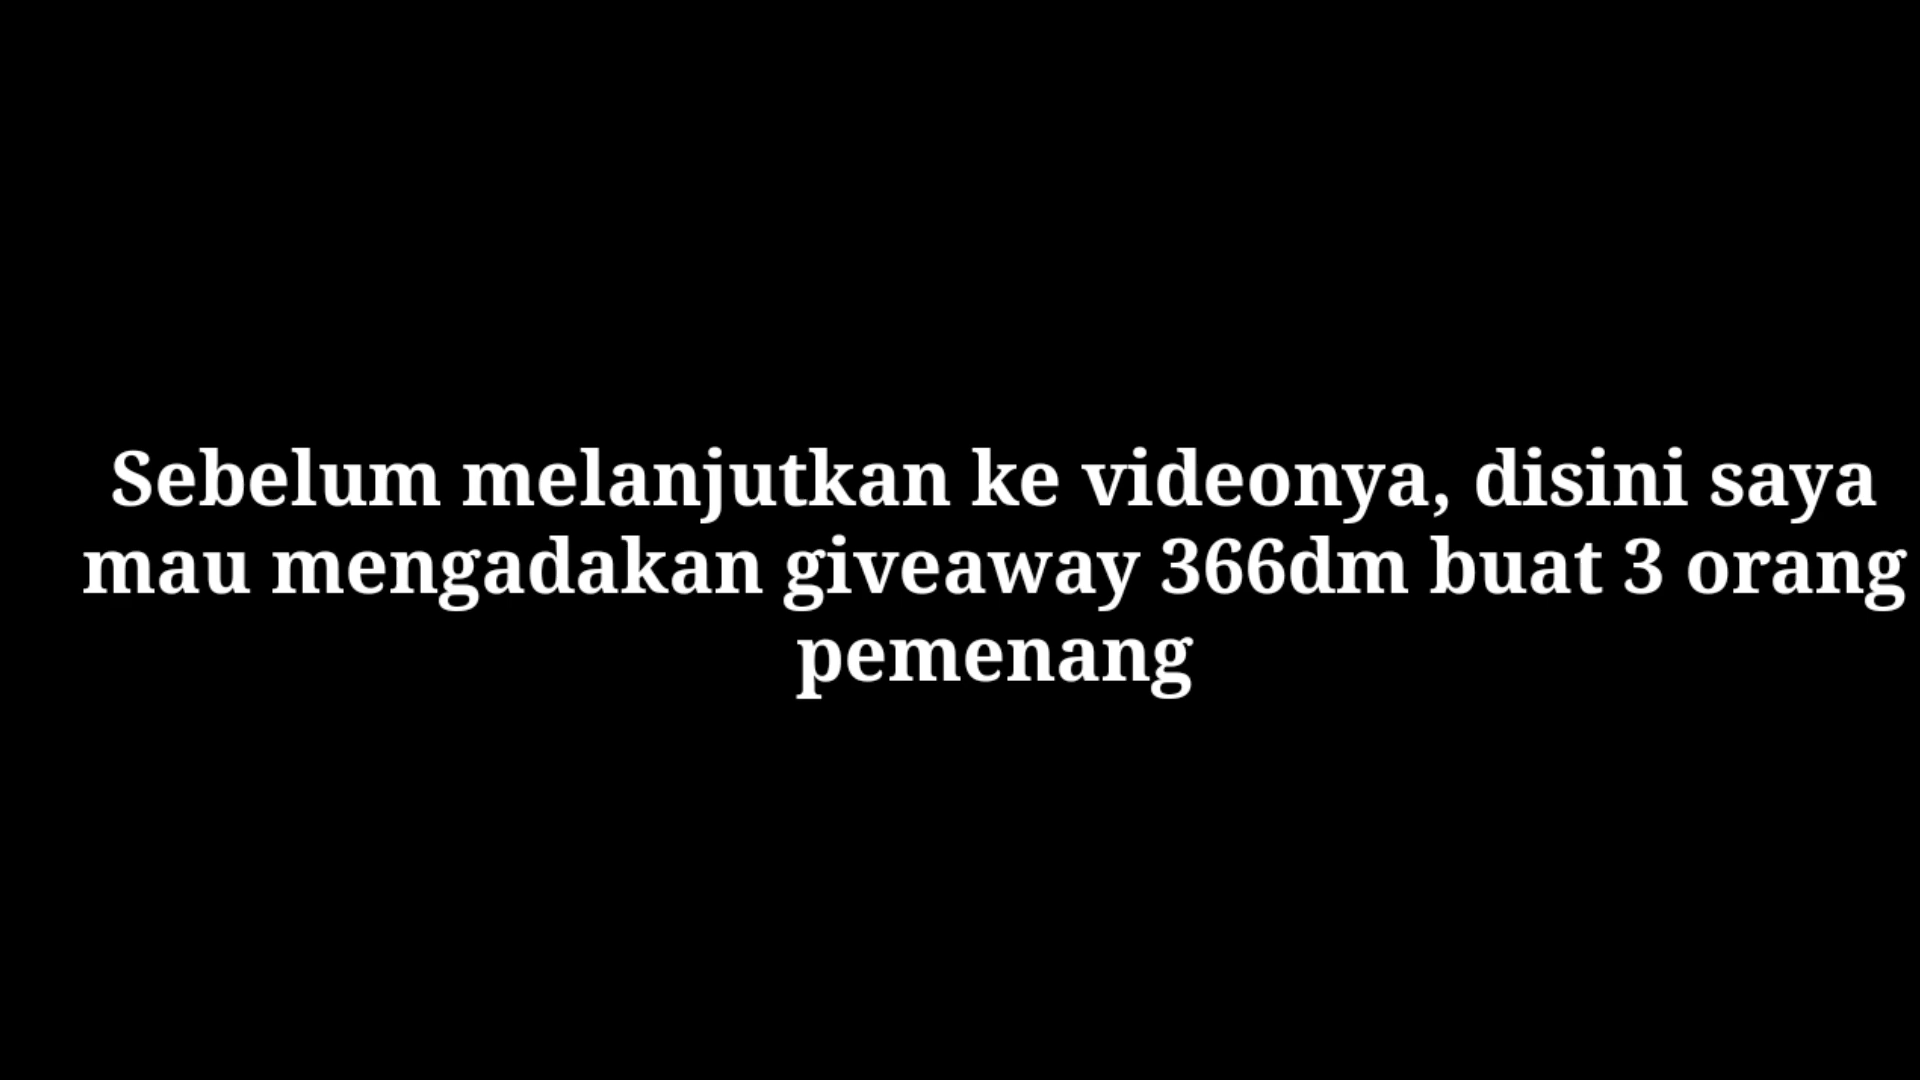 Sebelum melanjutkan ke videonya, disini saya
mau mengadakan giveaway 366dm buat 3 orang
pemenang